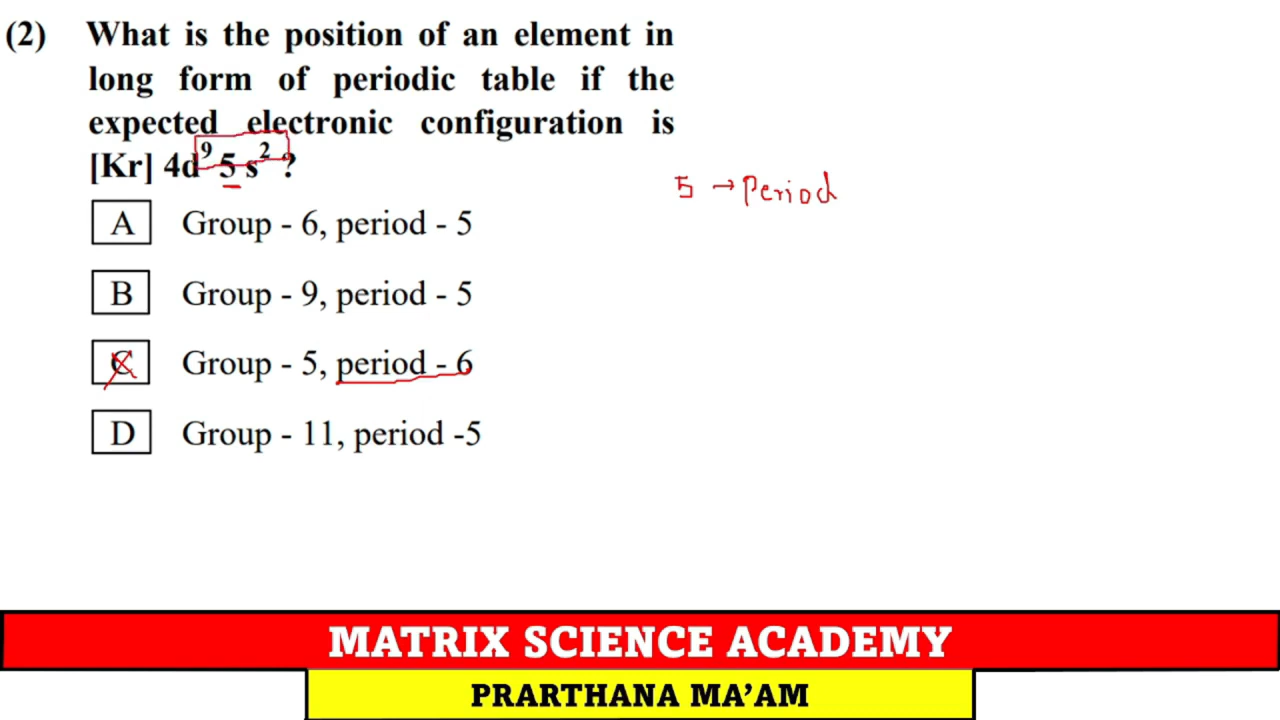 (2) What is the position of an element in
long form of periodic table if the
expected electronic configuration is
[Kr] 4d⁹ 5 s² ?
5 → Period
A Group - 6, period - 5
B Group - 9, period - 5
C Group - 5, period - 6
D Group - 11, period -5
MATRIX SCIENCE ACADEMY
PRARTHANA MA’AM